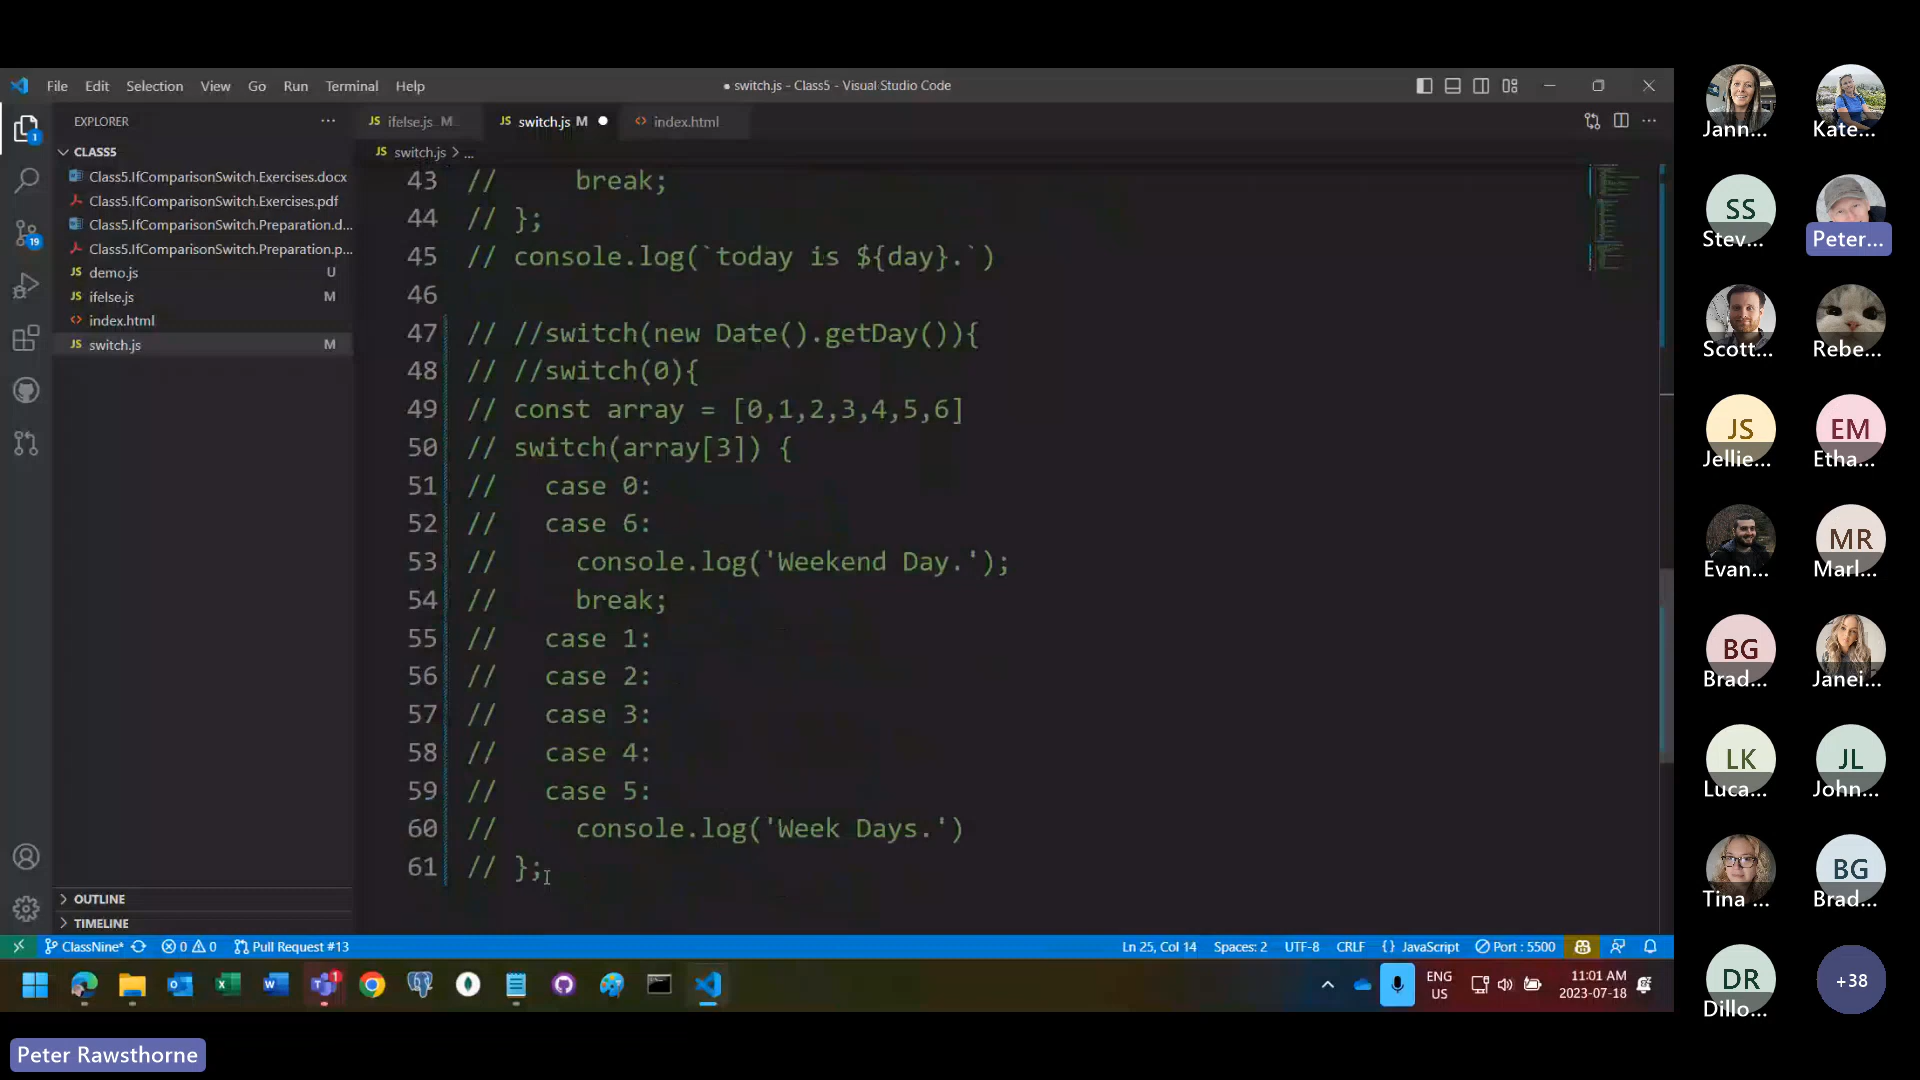 File Edit Selection View Go Run Terminal Help
● switch.js - Class5 - Visual Studio Code
EXPLORER ...
CLASS5
Class5.IfComparisonSwitch.Exercises.docx
Class5.IfComparisonSwitch.Exercises.pdf
Class5.IfComparisonSwitch.Preparation.d...
Class5.IfComparisonSwitch.Preparation.p...
JS demo.js U
JS ifelse.js M
<> index.html
JS switch.js M
OUTLINE
TIMELINE
1
19
JS ifelse.js M
JS switch.js M ●
<> index.html
JS switch.js > ...
43 //     break;
44 // };
45 // console.log(`today is ${day}.`)
46
47 // //switch(new Date().getDay()){
48 // //switch(0){
49 // const array = [0,1,2,3,4,5,6]
50 // switch(array[3]) {
51 //   case 0:
52 //   case 6:
53 //     console.log('Weekend Day.');
54 //     break;
55 //   case 1:
56 //   case 2:
57 //   case 3:
58 //   case 4:
59 //   case 5:
60 //     console.log('Week Days.')
61 // };
ClassNine* 0 0 Pull Request #13
Ln 25, Col 14 Spaces: 2 UTF-8 CRLF {} JavaScript Port : 5500
1
ENG
US
11:01 AM
2023-07-18
Peter Rawsthorne
Jann...
Kate...
SS
Stev...
Peter...
Scott...
Rebe...
JS
Jellie...
EM
Etha...
Evan...
MR
Marl...
BG
Brad...
Janei...
LK
Luca...
JL
John...
Tina ...
BG
Brad...
DR
Dillo...
+38